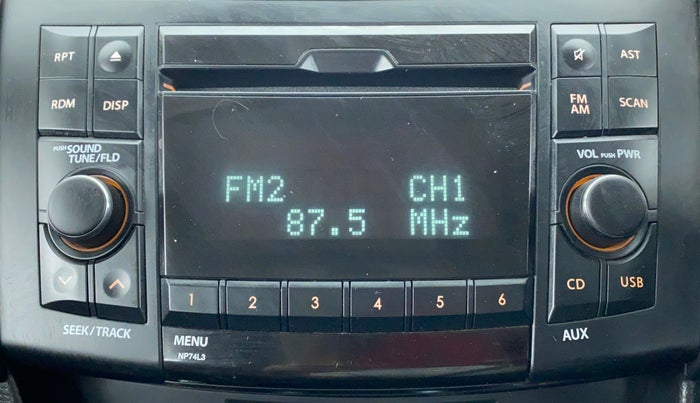 RPT
RDM
DISP
PUSH SOUND
TUNE/FLD
SEEK/TRACK
FM2 CH1
87.5 MHz
1 2 3 4 5 6
MENU
NP74L3
AST
FM
AM
SCAN
VOL PUSH PWR
CD
USB
AUX